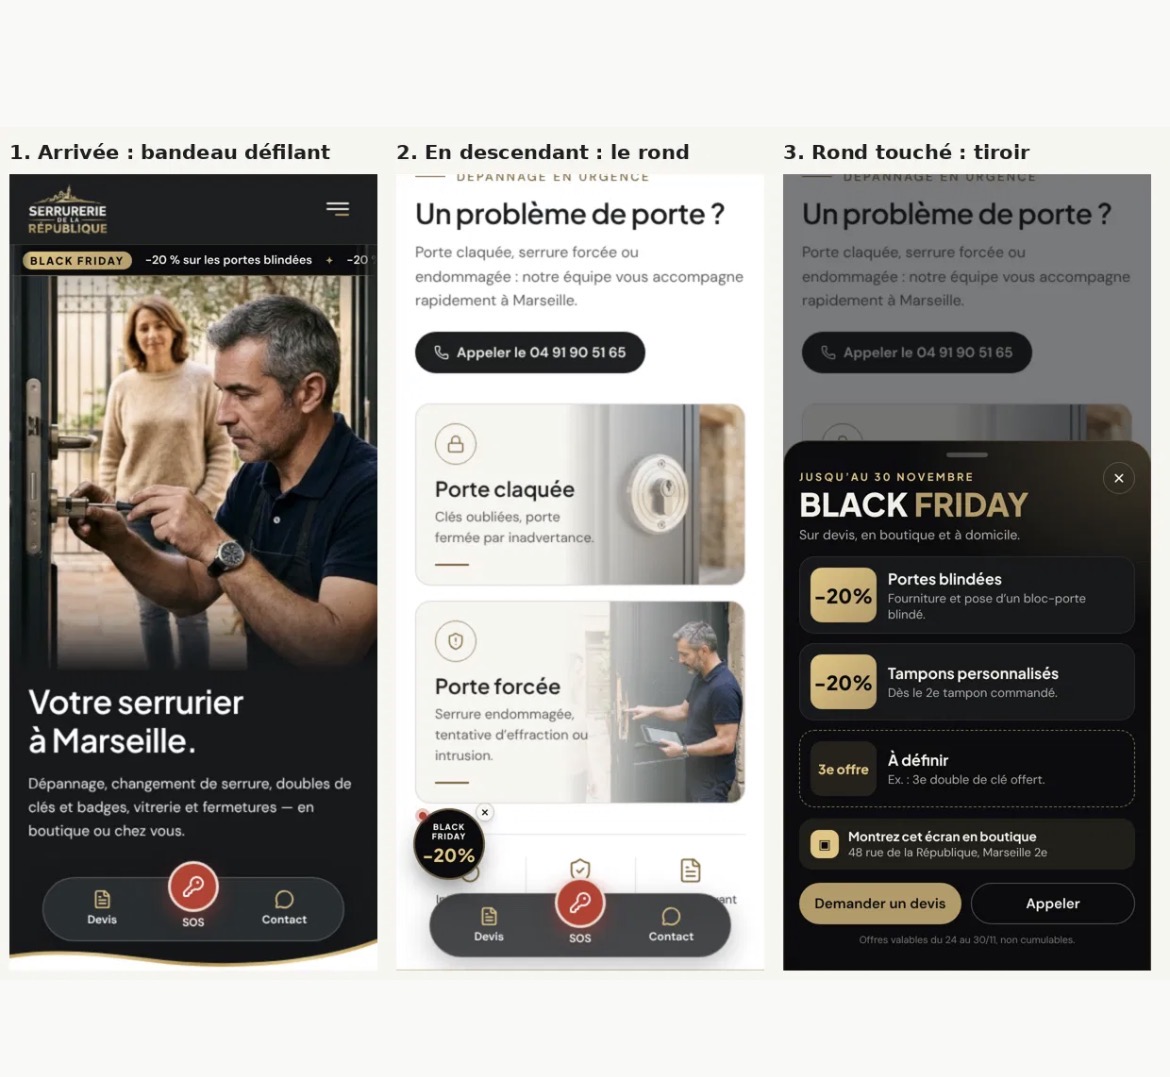 1. Arrivée : bandeau défilant
SERRURERIE
DE LA
RÉPUBLIQUE
BLACK FRIDAY −20 % sur les portes blindées + −20
Votre serrurier
à Marseille.
Dépannage, changement de serrure, doubles de
clés et badges, vitrerie et fermetures — en
boutique ou chez vous.
Devis
SOS
Contact
2. En descendant : le rond
DÉPANNAGE EN URGENCE
Un problème de porte ?
Porte claquée, serrure forcée ou
endommagée : notre équipe vous accompagne
rapidement à Marseille.
Appeler le 04 91 90 51 65
Porte claquée
Clés oubliées, porte
fermée par inadvertance.
Porte forcée
Serrure endommagée,
tentative d'effraction ou
intrusion.
BLACK
FRIDAY
−20%
Devis
SOS
Contact
3. Rond touché : tiroir
DÉPANNAGE EN URGENCE
Un problème de porte ?
Porte claquée, serrure forcée ou
endommagée : notre équipe vous accompagne
rapidement à Marseille.
Appeler le 04 91 90 51 65
JUSQU'AU 30 NOVEMBRE
BLACK FRIDAY
Sur devis, en boutique et à domicile.
−20%
Portes blindées
Fourniture et pose d'un bloc-porte
blindé.
−20%
Tampons personnalisés
Dès le 2e tampon commandé.
3e offre
À définir
Ex. : 3e double de clé offert.
Montrez cet écran en boutique
48 rue de la République, Marseille 2e
Demander un devis
Appeler
Offres valables du 24 au 30/11, non cumulables.